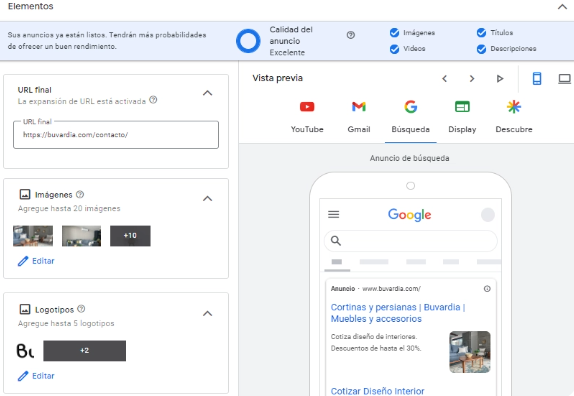 Elementos
Sus anuncios ya están listos. Tendrán más probabilidades
de ofrecer un buen rendimiento.
Calidad del
anuncio
Excelente
Imágenes
Videos
Títulos
Descripciones
URL final
La expansión de URL está activada
URL final
https://buvardia.com/contacto/
Imágenes
Agregue hasta 20 imágenes
+10
Editar
Logotipos
Agregue hasta 5 logotipos
+2
Editar
Vista previa
YouTube
Gmail
Búsqueda
Display
Descubre
Anuncio de búsqueda
Google
Anuncio · www.buvardia.com/
Cortinas y persianas | Buvardia |
Muebles y accesorios
Cotiza diseño de interiores.
Descuentos de hasta el 30%.
Cotizar Diseño Interior